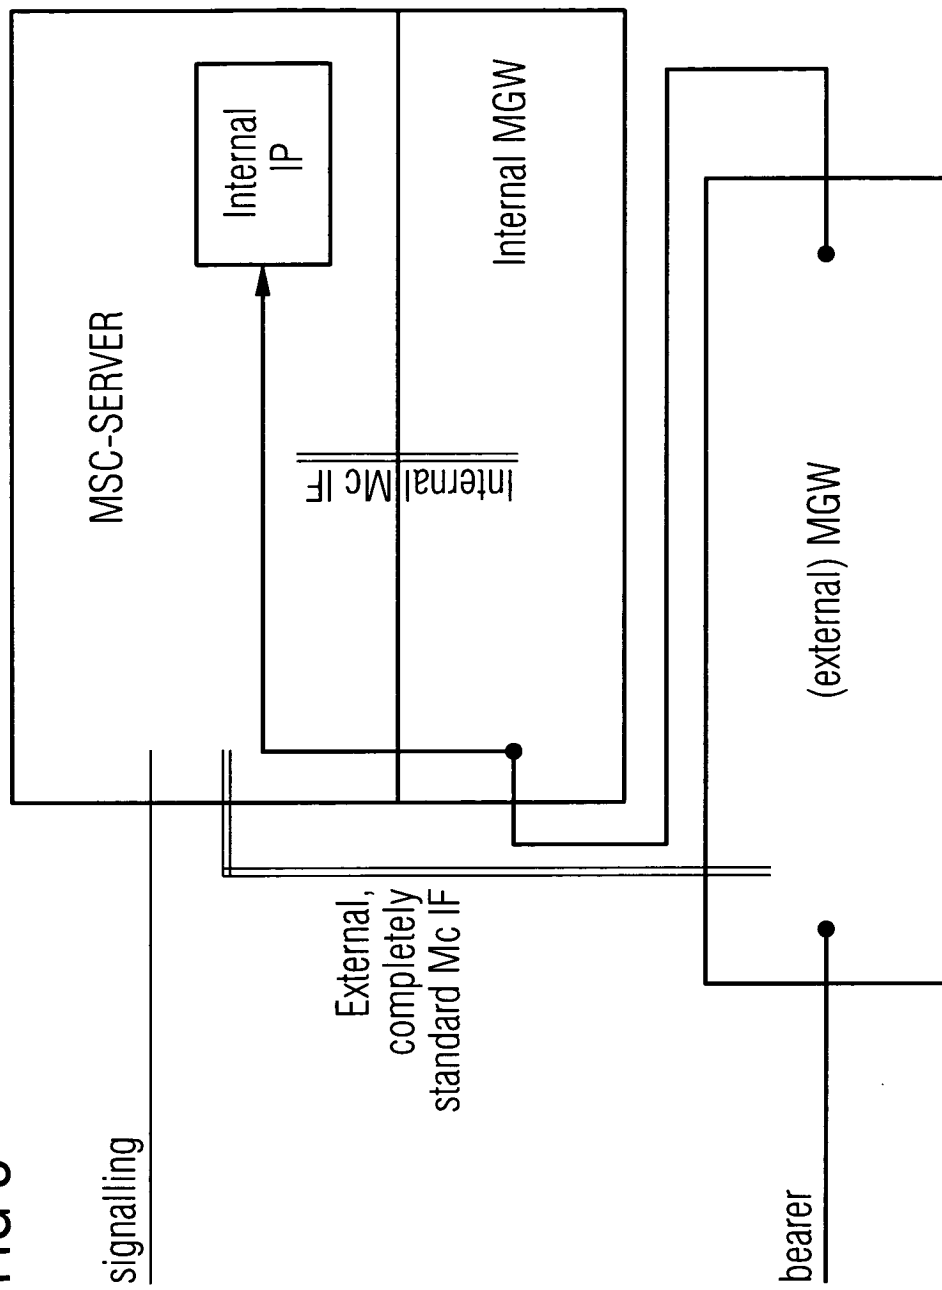 signalling
MSC-SERVER
Internal
IP
Internal Mc IF
Internal MGW
External,
completely
standard Mc IF
(external) MGW
bearer